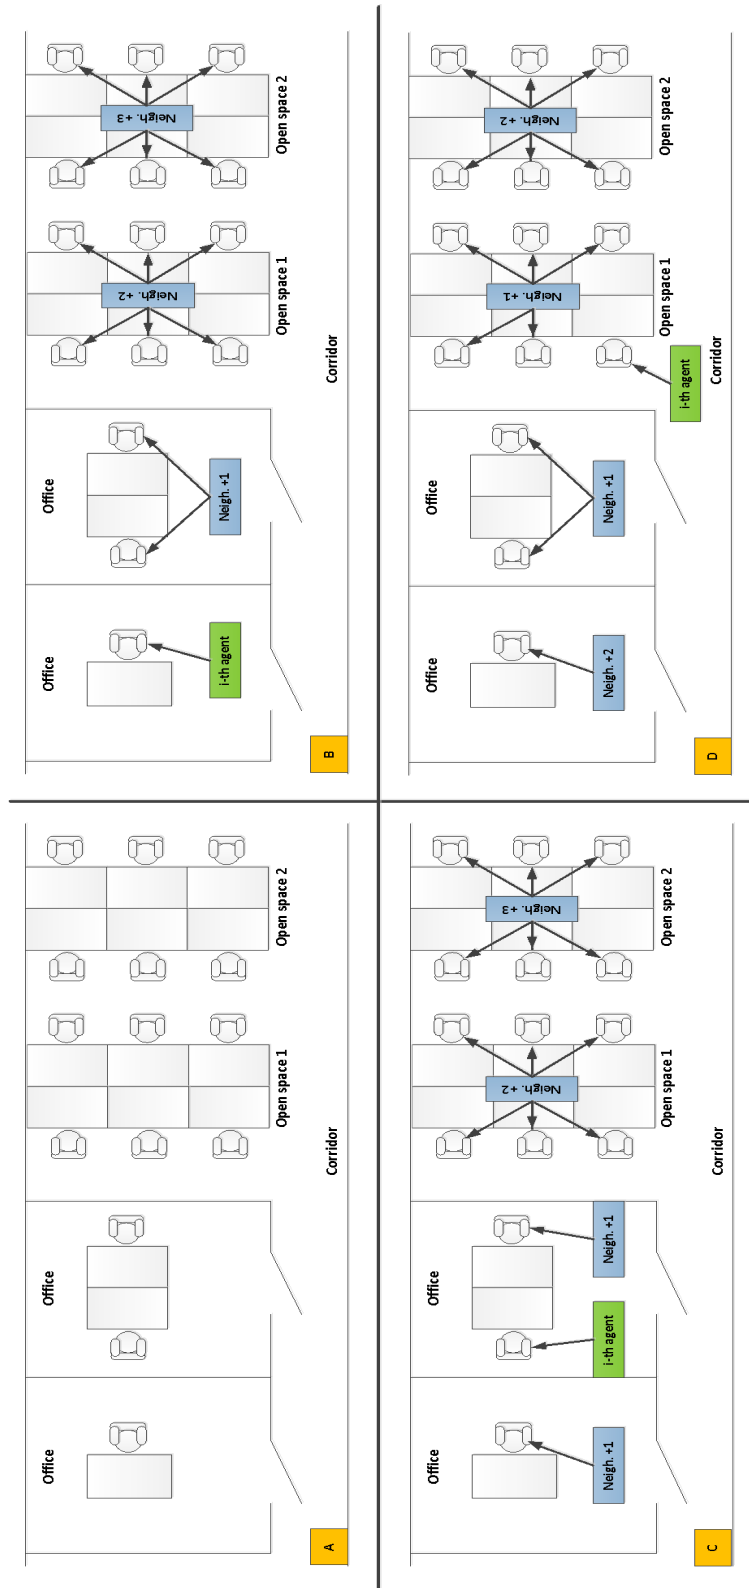 Office
Office
Open space 1
Open space 2
Corridor
A
Office
Office
Neigh. +2
Neigh. + 3
i-th agent
Neigh. +1
Open space 1
Open space 2
Corridor
B
Office
Office
Neigh. +2
Neigh. + 3
Neigh. +1
i-th agent
Neigh. +1
Open space 1
Open space 2
Corridor
C
Office
Office
Neigh. +1
Neigh. +2
Neigh. +2
Neigh. +1
Open space 1
Open space 2
i-th agent
Corridor
D